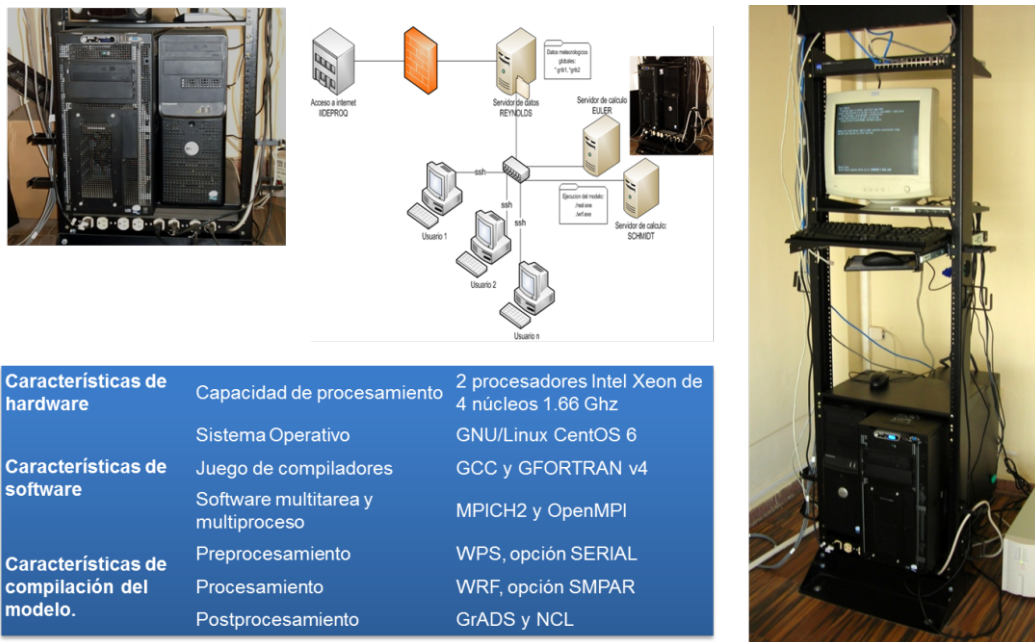 Datos meteorologicos
globales:
*.grib1, *grib2
Acceso a internet
IIDEPROQ
Servidor de datos
REYNOLDS
Servidor de calculo
EULER
ssh
ssh
ssh
Ejecucion del modelo:
./real.exe
./wrf.exe
Usuario 1
Servidor de calculo:
SCHMIDT
Usuario 2
Usuario n
Características de
hardware
Capacidad de procesamiento
2 procesadores Intel Xeon de
4 núcleos 1.66 Ghz
Características de
software
Sistema Operativo
GNU/Linux CentOS 6
Juego de compiladores
GCC y GFORTRAN v4
Software multitarea y
multiproceso
MPICH2 y OpenMPI
Características de
compilación del
modelo.
Preprocesamiento
WPS, opción SERIAL
Procesamiento
WRF, opción SMPAR
Postprocesamiento
GrADS y NCL